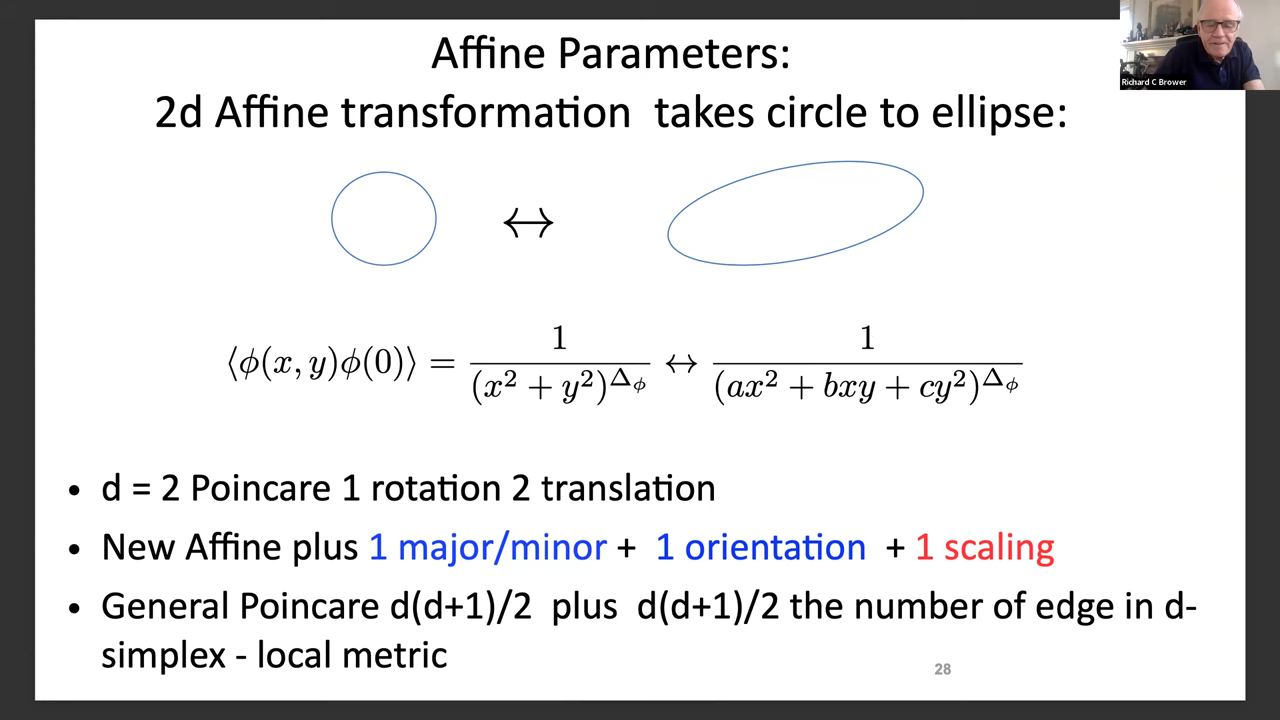 Affine Parameters:
2d Affine transformation takes circle to ellipse:
Richard C Brower
↔
⟨ϕ(x, y)ϕ(0)⟩ = 1/(x² + y²)^{Δ_ϕ} ↔ 1/(ax² + bxy + cy²)^{Δ_ϕ}
• d = 2 Poincare 1 rotation 2 translation
• New Affine plus 1 major/minor + 1 orientation + 1 scaling
• General Poincare d(d+1)/2 plus d(d+1)/2 the number of edge in d-
simplex - local metric
28